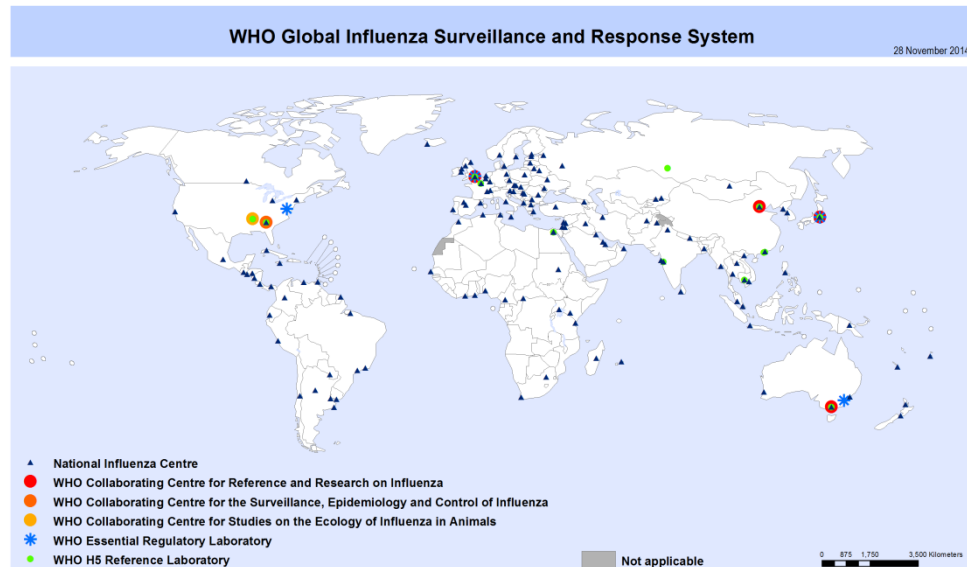 WHO Global Influenza Surveillance and Response System
28 November 2014
National Influenza Centre
WHO Collaborating Centre for Reference and Research on Influenza
WHO Collaborating Centre for the Surveillance, Epidemiology and Control of Influenza
WHO Collaborating Centre for Studies on the Ecology of Influenza in Animals
WHO Essential Regulatory Laboratory
WHO H5 Reference Laboratory
Not applicable
0 875 1,750 3,500 Kilometers